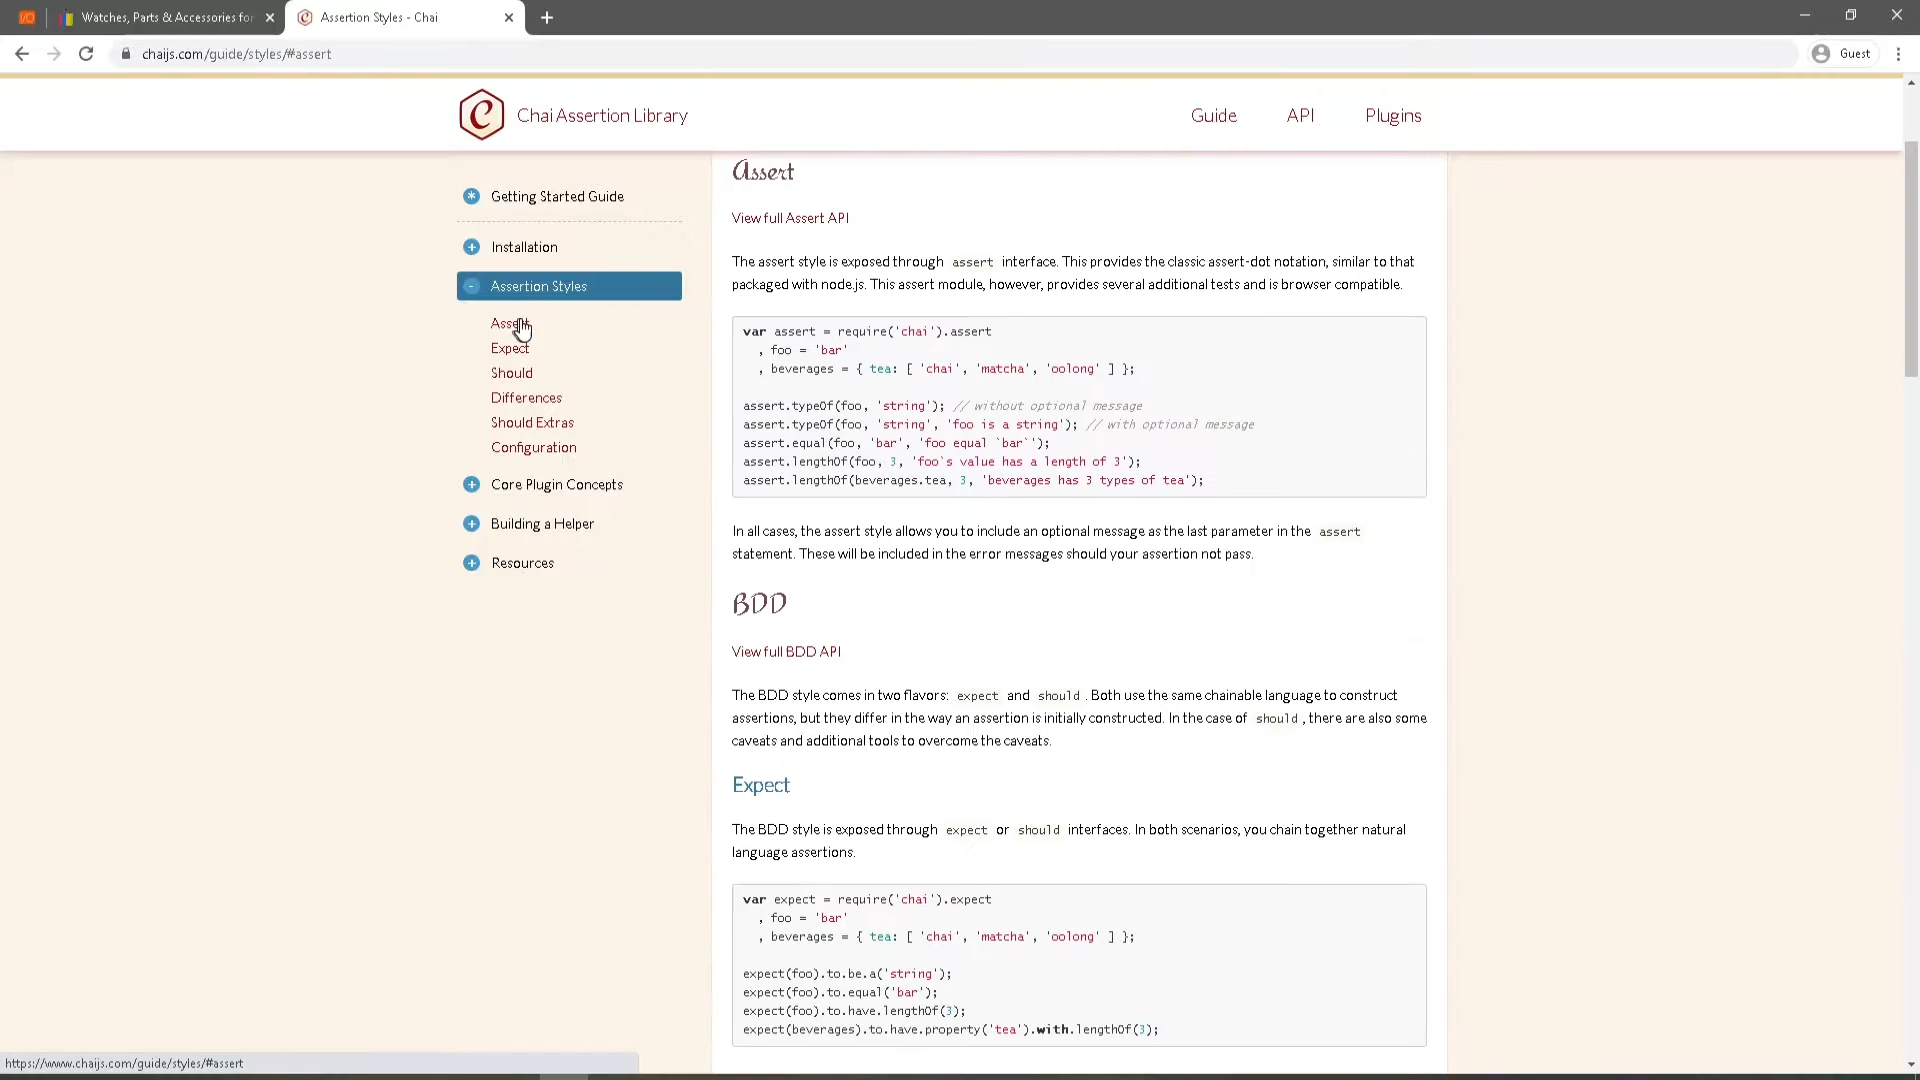 Watches, Parts & Accessories for
Assertion Styles - Chai
chaijs.com/guide/styles/#assert
Guest
Chai Assertion Library
Guide
API
Plugins
Getting Started Guide
Installation
Assertion Styles
Assert
Expect
Should
Differences
Should Extras
Configuration
Core Plugin Concepts
Building a Helper
Resources
Assert
View full Assert API
The assert style is exposed through assert interface. This provides the classic assert-dot notation, similar to that
packaged with node.js. This assert module, however, provides several additional tests and is browser compatible.
var assert = require('chai').assert
  , foo = 'bar'
  , beverages = { tea: [ 'chai', 'matcha', 'oolong' ] };
assert.typeOf(foo, 'string'); // without optional message
assert.typeOf(foo, 'string', 'foo is a string'); // with optional message
assert.equal(foo, 'bar', 'foo equal `bar`');
assert.lengthOf(foo, 3, 'foo`s value has a length of 3');
assert.lengthOf(beverages.tea, 3, 'beverages has 3 types of tea');
In all cases, the assert style allows you to include an optional message as the last parameter in the assert
statement. These will be included in the error messages should your assertion not pass.
BDD
View full BDD API
The BDD style comes in two flavors: expect and should . Both use the same chainable language to construct
assertions, but they differ in the way an assertion is initially constructed. In the case of should , there are also some
caveats and additional tools to overcome the caveats.
Expect
The BDD style is exposed through expect or should interfaces. In both scenarios, you chain together natural
language assertions.
var expect = require('chai').expect
  , foo = 'bar'
  , beverages = { tea: [ 'chai', 'matcha', 'oolong' ] };
expect(foo).to.be.a('string');
expect(foo).to.equal('bar');
expect(foo).to.have.lengthOf(3);
expect(beverages).to.have.property('tea').with.lengthOf(3);
https://www.chaijs.com/guide/styles/#assert